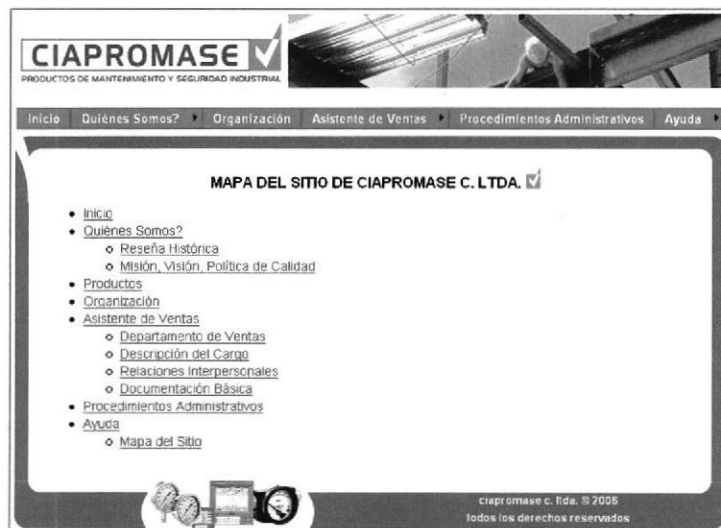 CIAPROMASE
PRODUCTOS DE MANTENIMIENTO Y SEGURIDAD INDUSTRIAL
Inicio Quiénes Somos? Organización Asistente de Ventas Procedimientos Administrativos Ayuda
MAPA DEL SITIO DE CIAPROMASE C. LTDA.
Inicio
Quiénes Somos?
Reseña Histórica
Misión, Visión, Política de Calidad
Productos
Organización
Asistente de Ventas
Departamento de Ventas
Descripción del Cargo
Relaciones Interpersonales
Documentación Básica
Procedimientos Administrativos
Ayuda
Mapa del Sitio
ciapromase c. ltda. © 2006
todos los derechos reservados